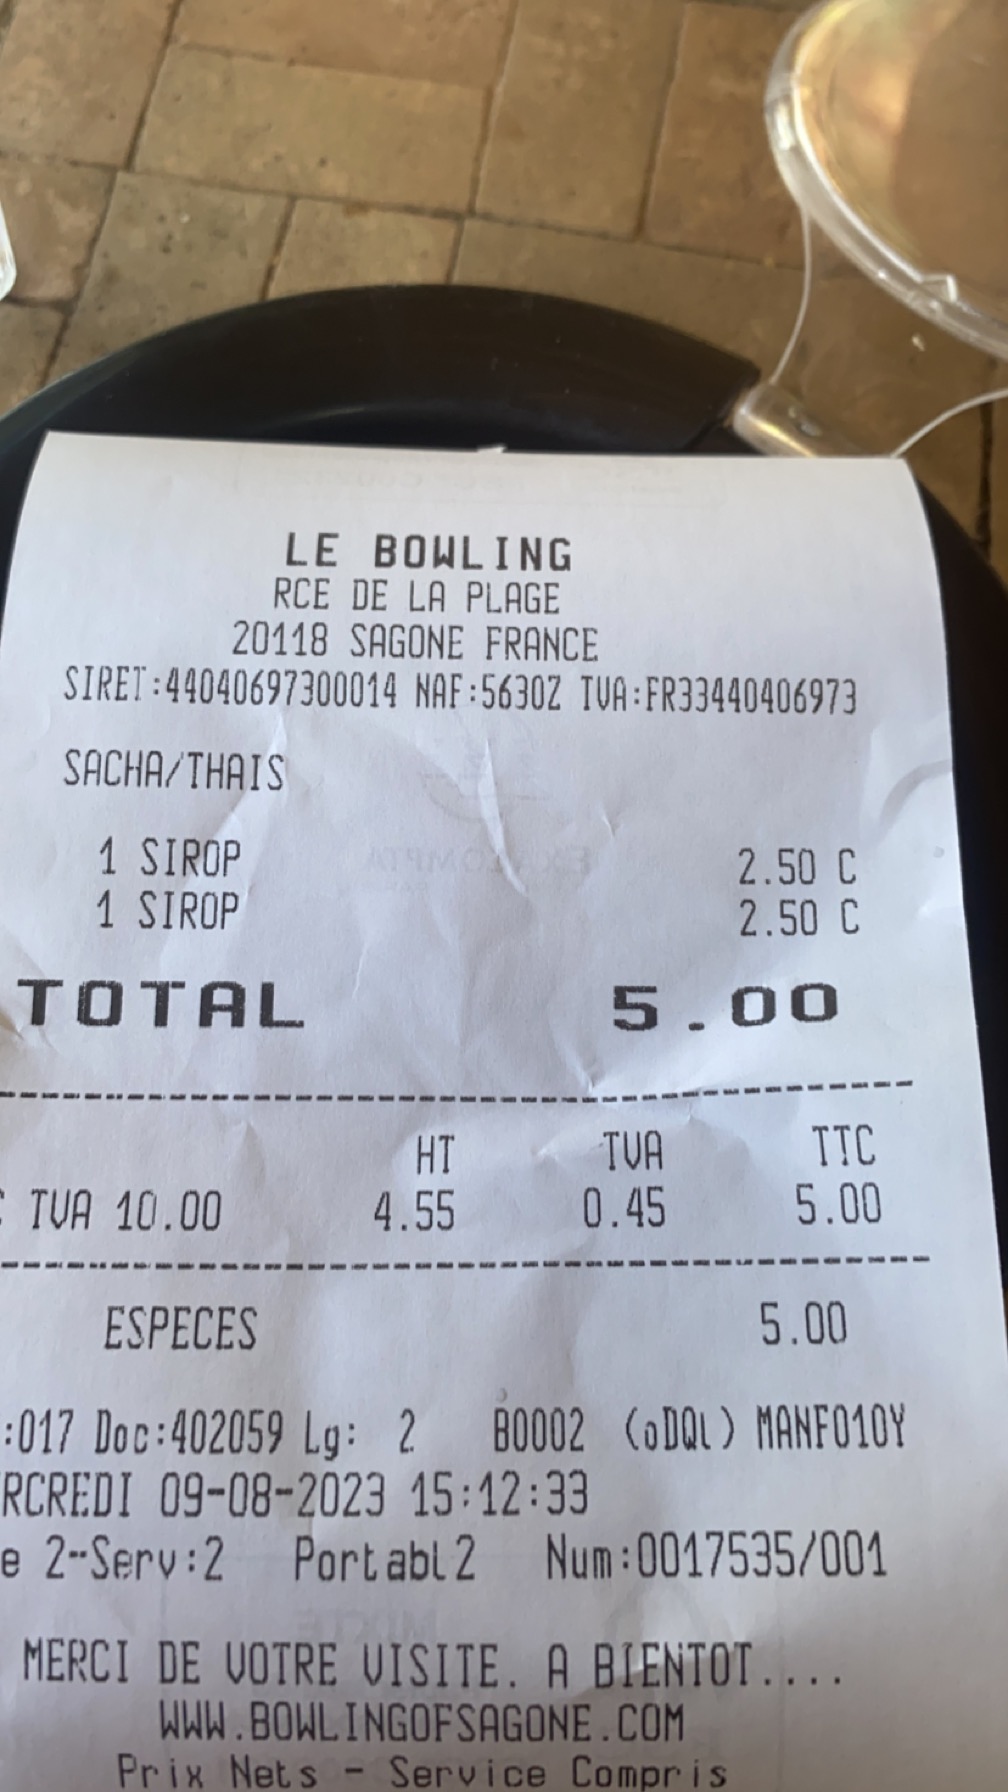 LE BOWLING
RCE DE LA PLAGE
20118 SAGONE FRANCE
SIRET:44040697300014 NAF:5630Z TVA:FR33440406973
SACHA/THAIS
1 SIROP 2.50 C
1 SIROP 2.50 C
TOTAL 5.00
HT TVA TTC
TVA 10.00 4.55 0.45 5.00
ESPECES 5.00
:017 Doc:402059 Lg: 2 B0002 (oDQl) MANF010Y
RCREDI 09-08-2023 15:12:33
e 2-Serv:2 Portabl2 Num:0017535/001
MERCI DE VOTRE VISITE. A BIENTOT....
WWW.BOWLINGOFSAGONE.COM
Prix Nets - Service Compris